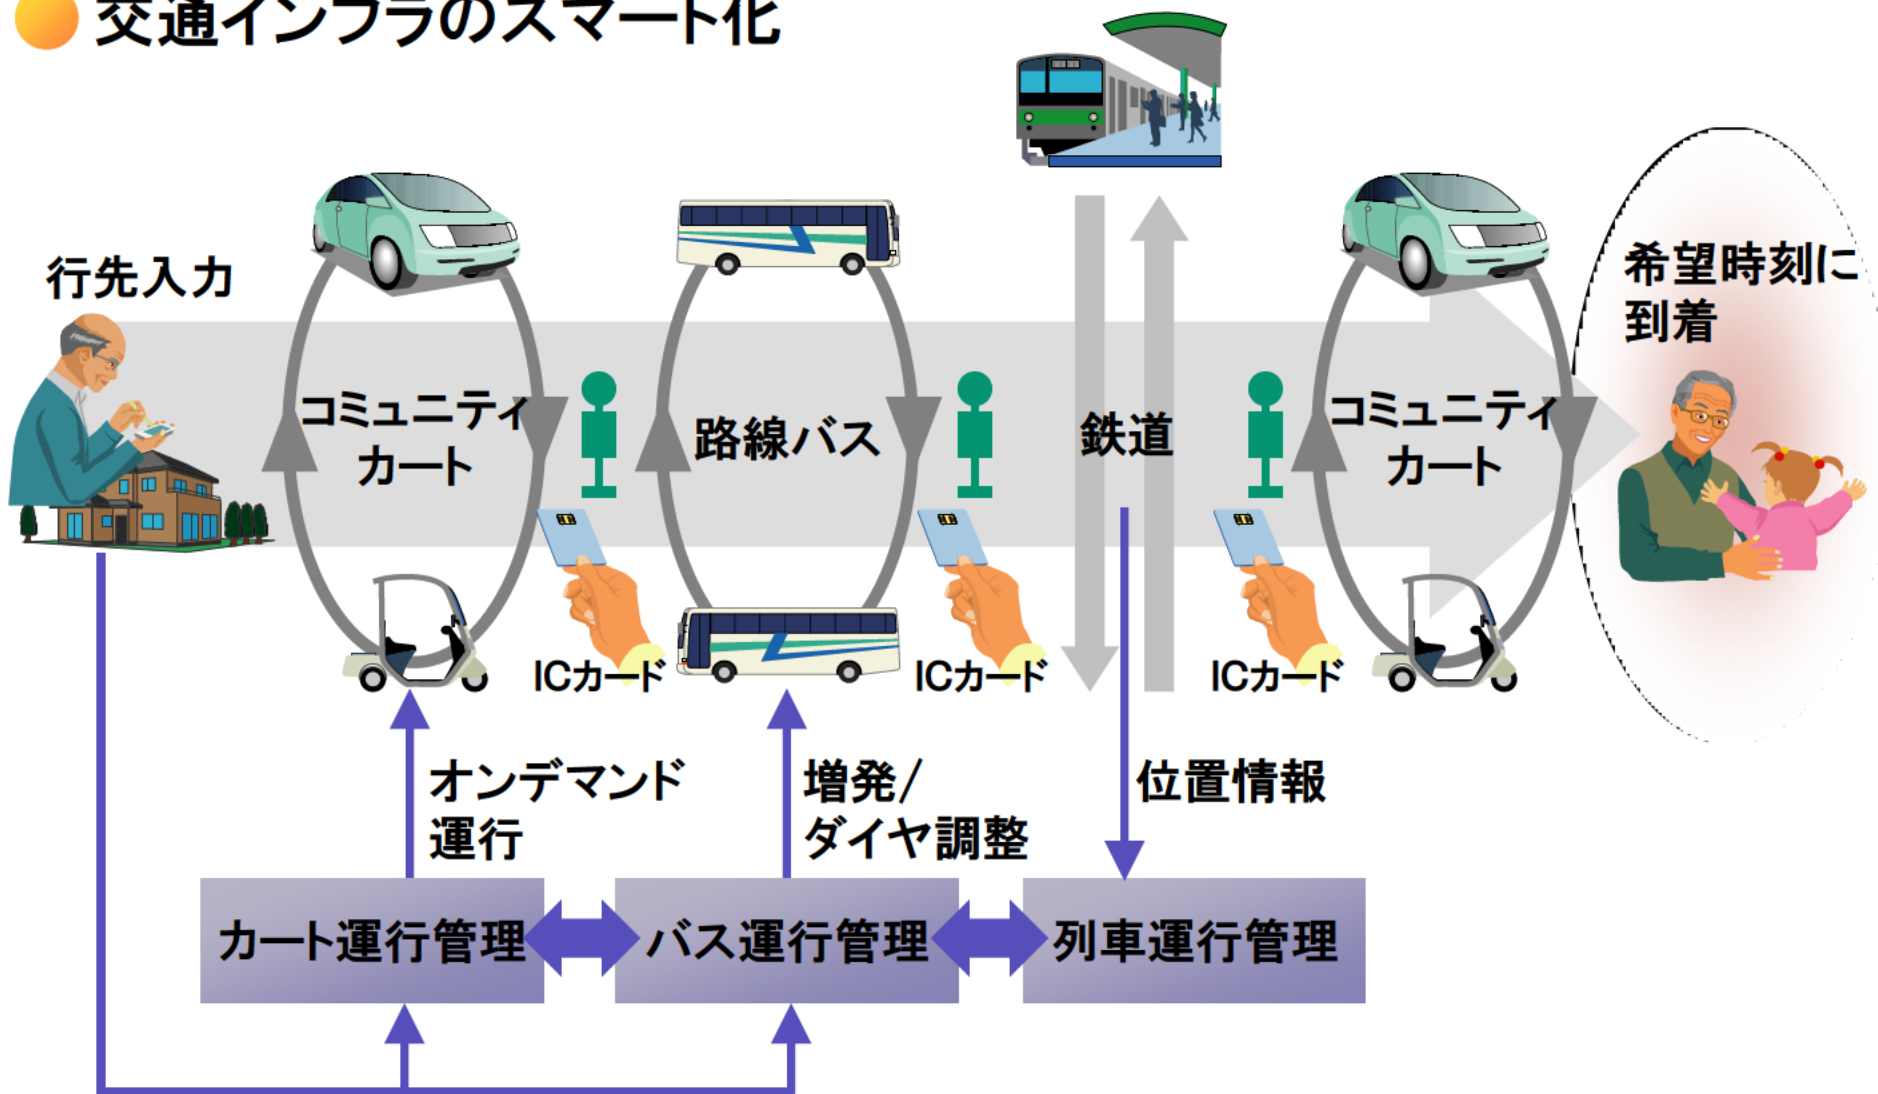 交通インフラのスマート化
行先入力
コミュニティ
カート
路線バス
鉄道
コミュニティ
カート
希望時刻に
到着
ICカード
ICカード
ICカード
オンデマンド
運行
増発/
ダイヤ調整
位置情報
カート運行管理
バス運行管理
列車運行管理